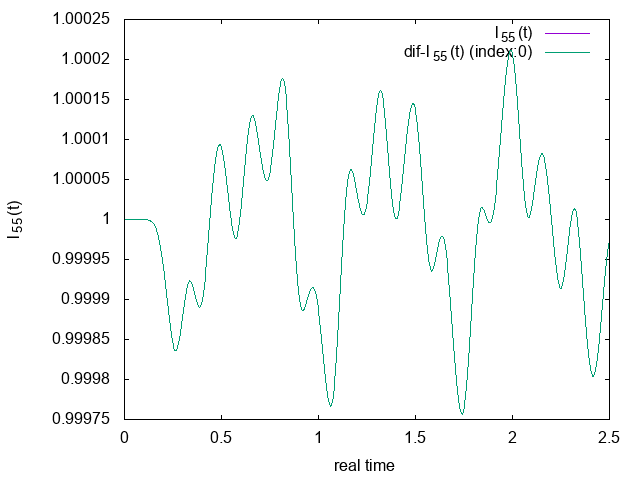 1.00025
1.0002
1.00015
1.0001
1.00005
1
0.99995
0.9999
0.99985
0.9998
0.99975
I55(t)
I55(t)
dif-I55(t) (index:0)
0 0.5 1 1.5 2 2.5
real time